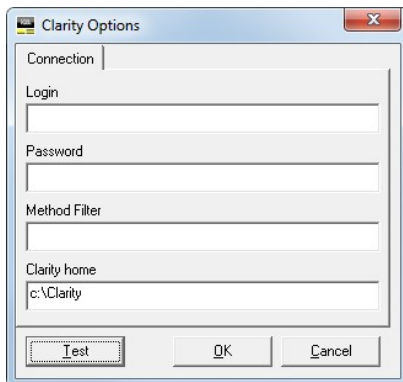 Clarity Options
Connection
Login
Password
Method Filter
Clarity home
c:\Clarity
Test OK Cancel